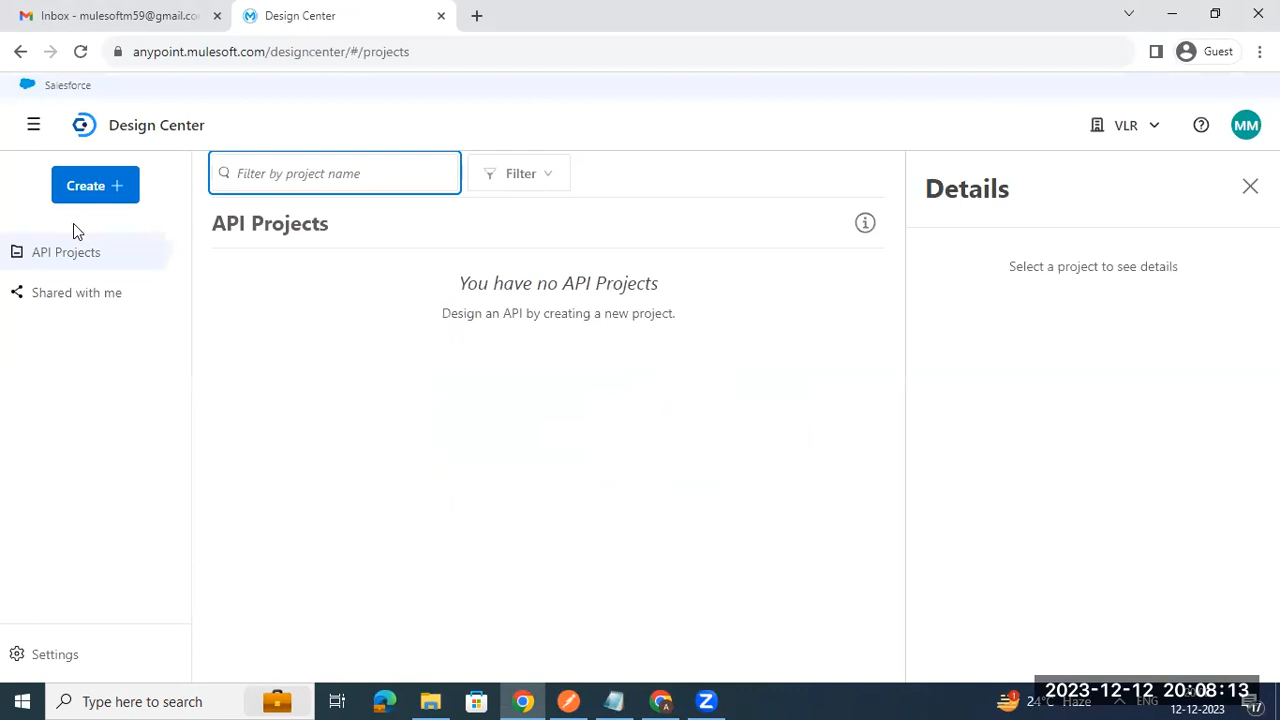 Inbox - mulesoftm59@gmail.co
Design Center
anypoint.mulesoft.com/designcenter/#/projects
Guest
Salesforce
Design Center
VLR
MM
Create
Filter by project name
Filter
API Projects
Shared with me
API Projects
You have no API Projects
Design an API by creating a new project.
Details
Select a project to see details
Settings
Type here to search
1
24°C Haze
ENG
2023-12-12 20:08:13
12-12-2023
17